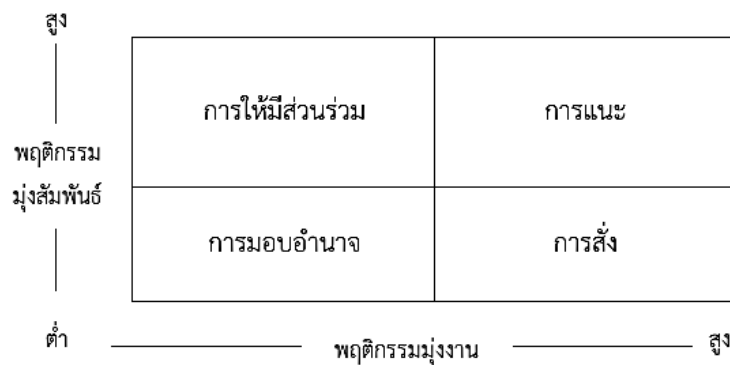 สูง
การให้มีส่วนร่วม การแนะ
พฤติกรรม
มุ่งสัมพันธ์
การมอบอำนาจ การสั่ง
ต่ำ พฤติกรรมมุ่งงาน สูง